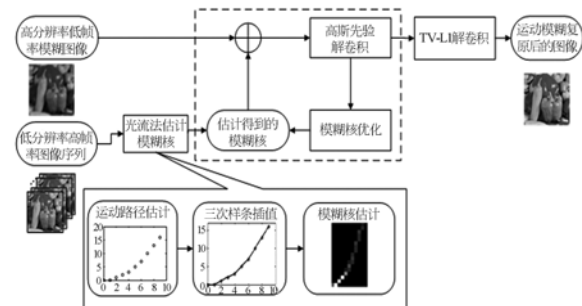 高分辨率低帧
率模糊图像
高斯先验
解卷积
TV-L1解卷积
运动模糊复
原后的图像
低分辨率高帧
率图像序列
光流法估计
模糊核
估计得到的
模糊核
模糊核优化
运动路径估计
三次样条插值
模糊核估计
20
15
10
5
0
0 2 4 6 8 10
20
15
10
5
0
0 2 4 6 8 10